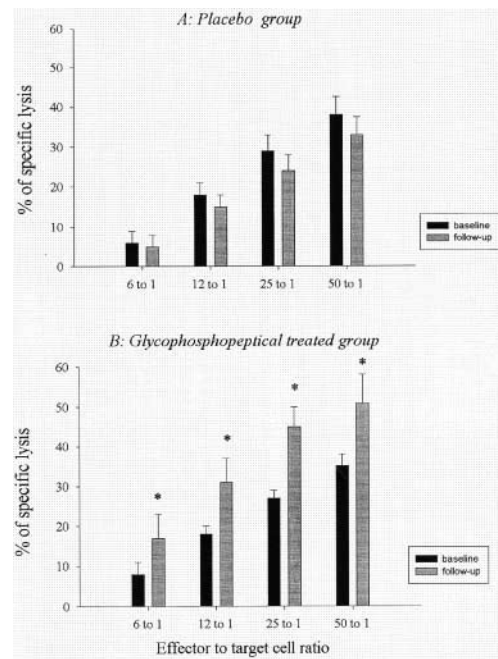 A: Placebo group
60
50
40
30
20
10
0
% of specific lysis
6 to 1 12 to 1 25 to 1 50 to 1
baseline
follow-up
B: Glycophosphopeptical treated group
60
50
40
30
20
10
0
% of specific lysis
* * * *
6 to 1 12 to 1 25 to 1 50 to 1
baseline
follow-up
Effector to target cell ratio